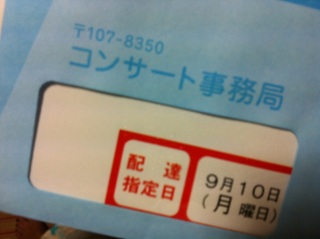 〒107-8350
コンサート事務局
配達
指定日
9月10日
(月曜日)